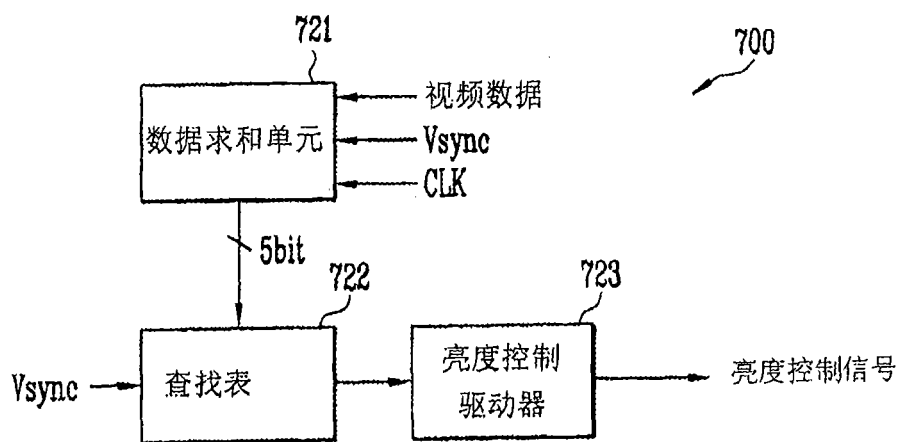 721
700
视频数据
数据求和单元
Vsync
CLK
5bit
722
723
Vsync
查找表
亮度控制
驱动器
亮度控制信号